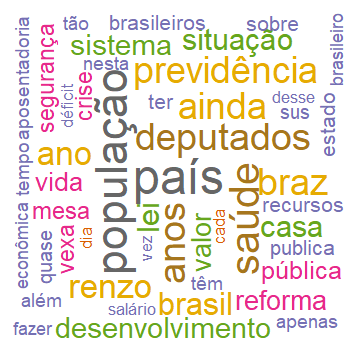 tão brasileiros sobre
sistema situação
nesta previdência
segurança
déficit
crise
ter ainda desse
sus
estado
brasileiro
aposentadoria
tempo
econômica
ano deputados
população
país
vida
saúde
braz
mesa lei anos valor recursos
vexa dia vez cada casa
quase
publica
têm pública
renzo
além salário brasil reforma
fazer desenvolvimento apenas